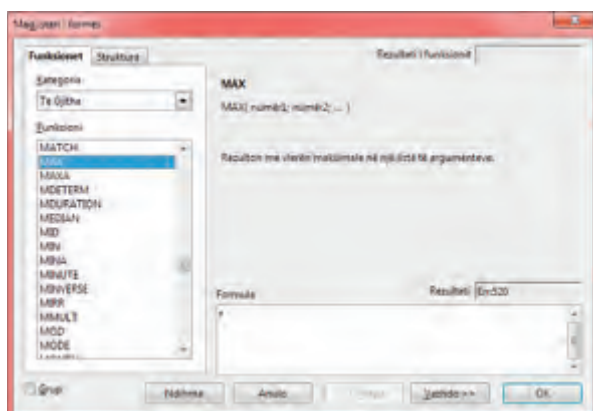 Magjistari i formës
Funksionet Struktura
Rezultati i funksionit
Kategoria
Te Gjitha
Funksioni
MATCH
MAX
MAXA
MDETERM
MDURATION
MEDIAN
MID
MIN
MINA
MINUTE
MINVERSE
MIRR
MMULT
MOD
MODE
MAX
MAX( numër1; numër2; ... )
Rezulton me vlerën maksimale në një listë të argumenteve.
Formula
Rezultati Err:520
=
Grup
Ndihma
Anulo
Vazhdo >>
OK